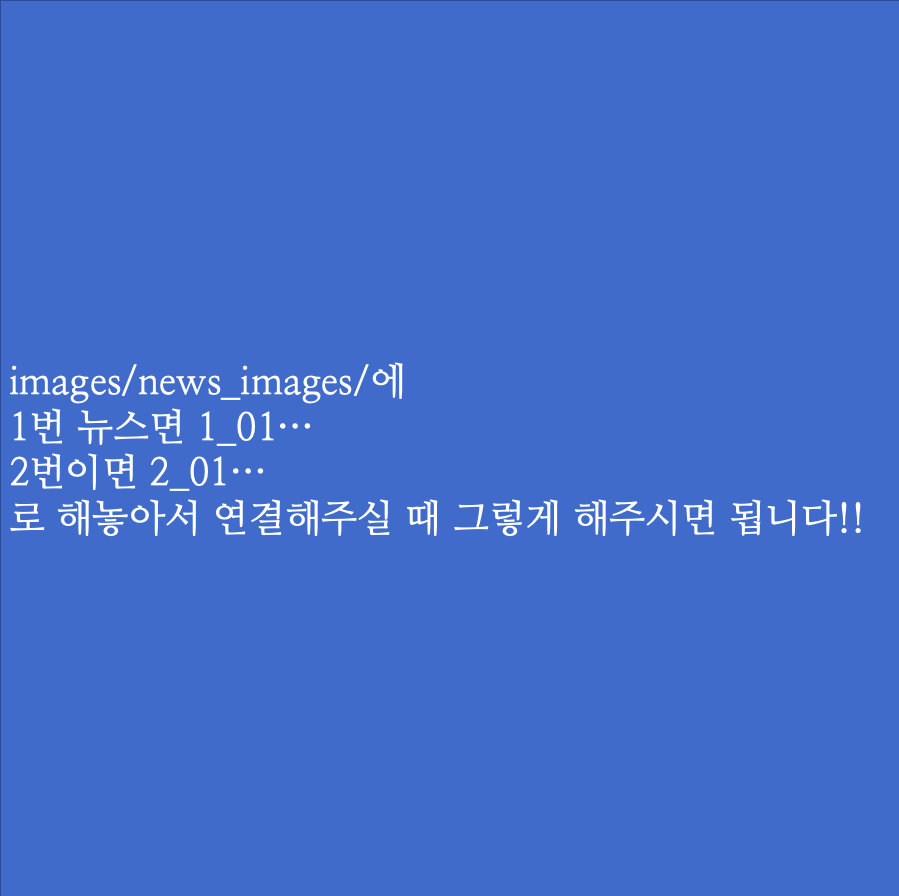 images/news_images/에
1번 뉴스면 1_01…
2번이면 2_01…
로 해놓아서 연결해주실 때 그렇게 해주시면 됩니다!!